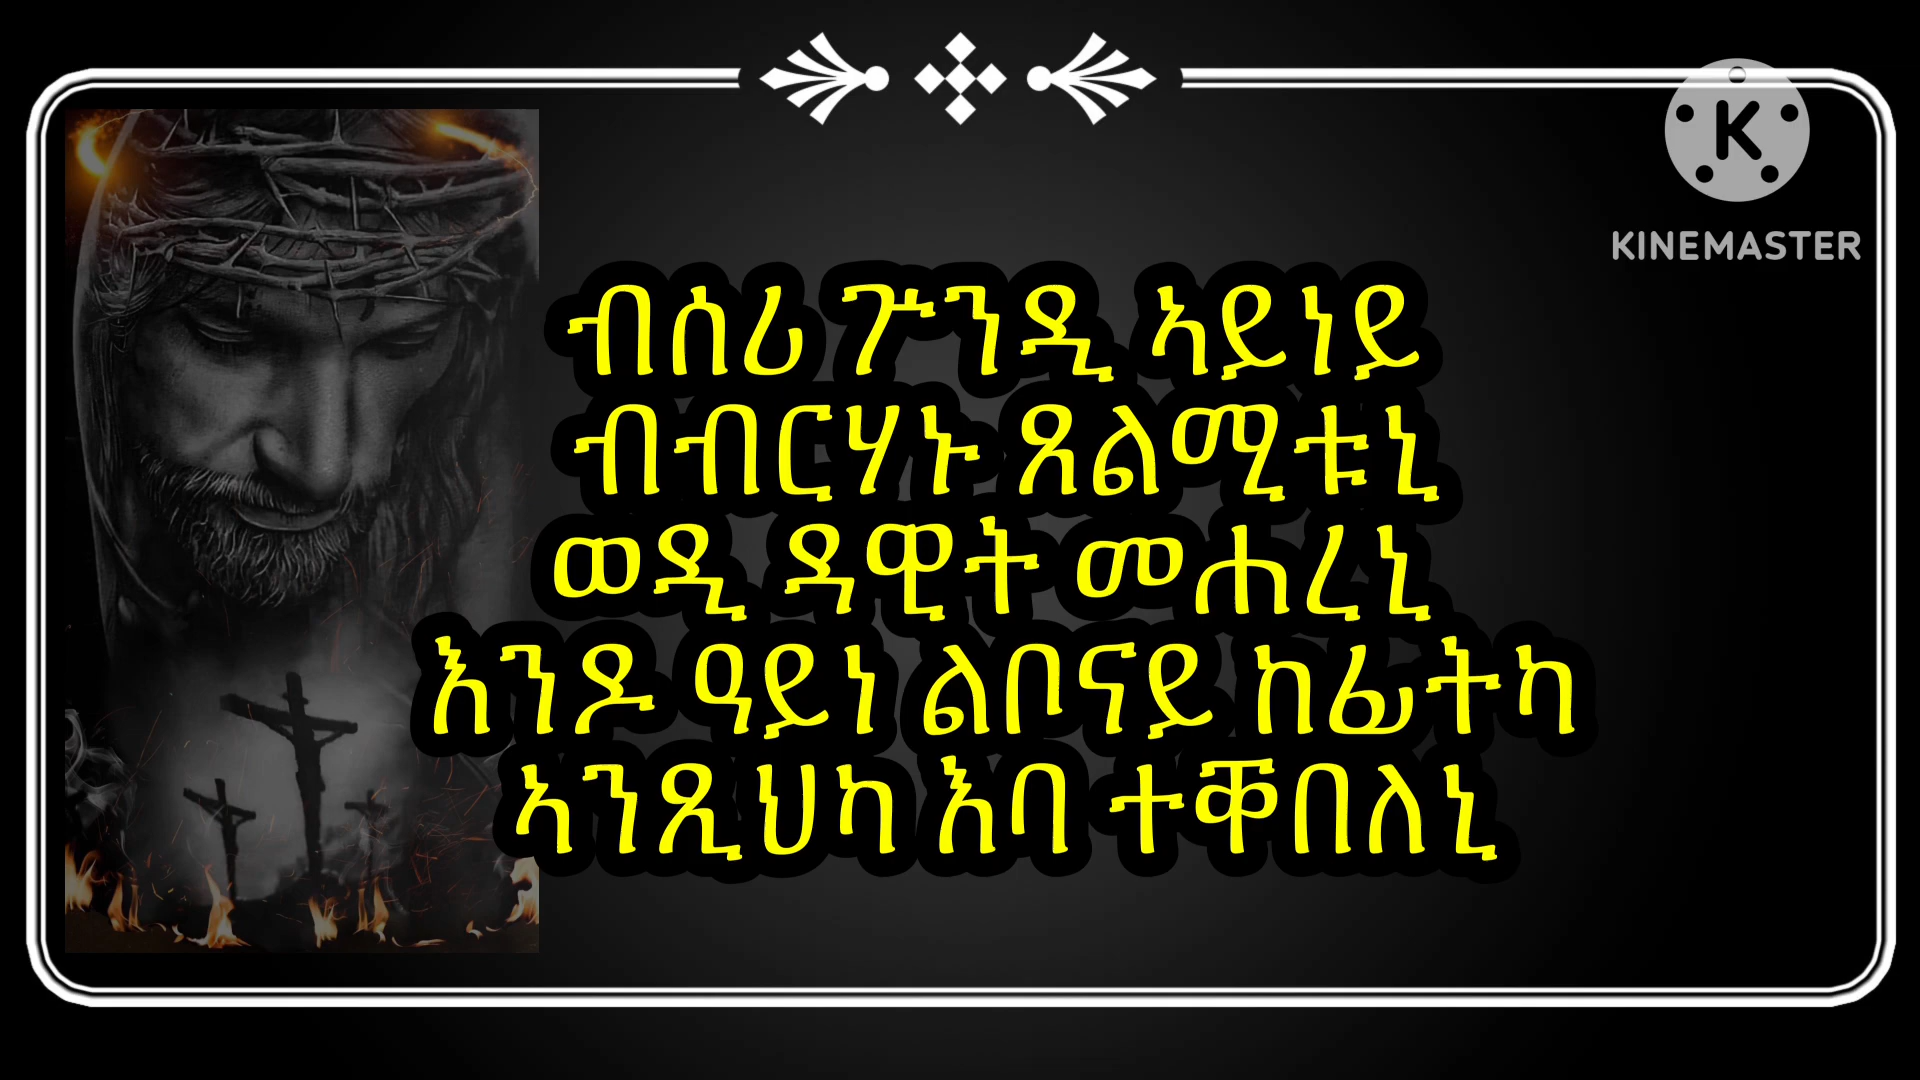 KINEMASTER
ብሰሪ ጕንዲ ኣይነይ
ብብርሃኑ ጸልሚቱኒ
ወዲ ዳዊት መሐረኒ
እንዶ ዓይነ ልቦናይ ከፊትካ
ኣንጺህካ እባ ተቐበለኒ